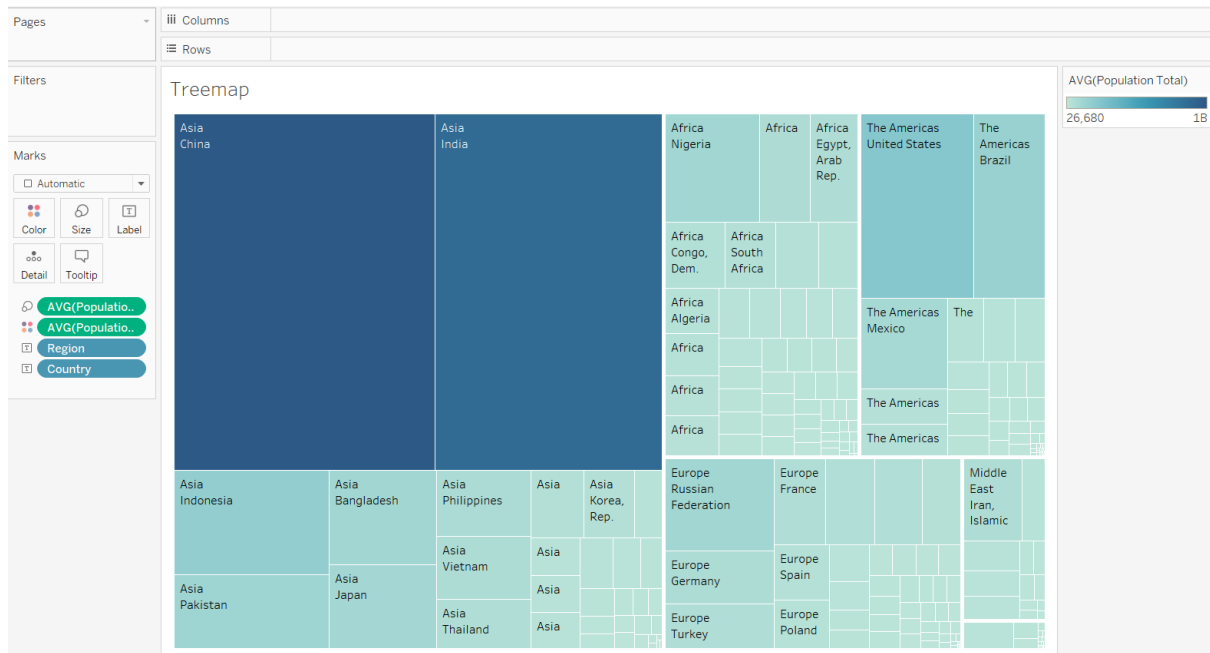 Pages
Columns
Rows
Filters
Marks
Automatic
Color
Size
Label
Detail
Tooltip
AVG(Populatio..
AVG(Populatio..
Region
Country
Treemap
Asia
China
Asia
India
Asia
Indonesia
Asia
Pakistan
Asia
Bangladesh
Asia
Japan
Asia
Philippines
Asia
Vietnam
Asia
Thailand
Asia
Asia
Korea,
Rep.
Asia
Asia
Asia
Africa
Nigeria
Africa
Africa
Egypt,
Arab
Rep.
Africa
Congo,
Dem.
Africa
South
Africa
Africa
Algeria
Africa
Africa
Africa
The Americas
United States
The
Americas
Brazil
The Americas
Mexico
The
The Americas
The Americas
Europe
Russian
Federation
Europe
Germany
Europe
Turkey
Europe
France
Europe
Spain
Europe
Poland
Middle
East
Iran,
Islamic
AVG(Population Total)
26,680 1B